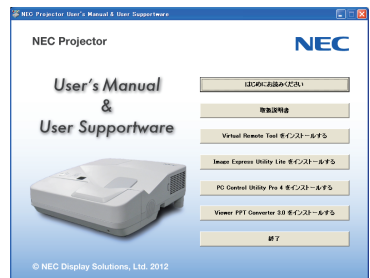 NEC Projector User's Manual & User Supportware
NEC Projector
NEC
User's Manual
&
User Supportware
はじめにお読みください
取扱説明書
Virtual Remote Tool をインストールする
Image Express Utility Lite をインストールする
PC Control Utility Pro 4 をインストールする
Viewer PPT Converter 3.0 をインストールする
終了
© NEC Display Solutions, Ltd. 2012